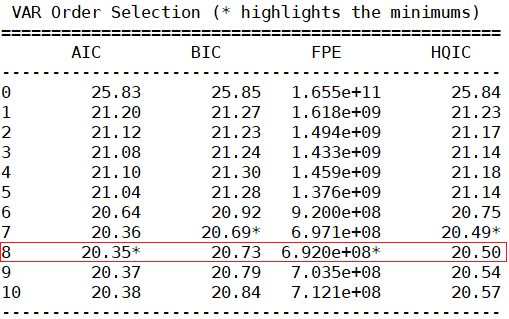 VAR Order Selection (* highlights the minimums)
==================================================
       AIC         BIC         FPE         HQIC
--------------------------------------------------
0        25.83       25.85   1.655e+11       25.84
1        21.20       21.27   1.618e+09       21.23
2        21.12       21.23   1.494e+09       21.17
3        21.08       21.24   1.433e+09       21.14
4        21.10       21.30   1.459e+09       21.18
5        21.04       21.28   1.376e+09       21.14
6        20.64       20.92   9.200e+08       20.75
7        20.36      20.69*   6.971e+08      20.49*
8       20.35*       20.73  6.920e+08*       20.50
9        20.37       20.79   7.035e+08       20.54
10       20.38       20.84   7.121e+08       20.57
--------------------------------------------------